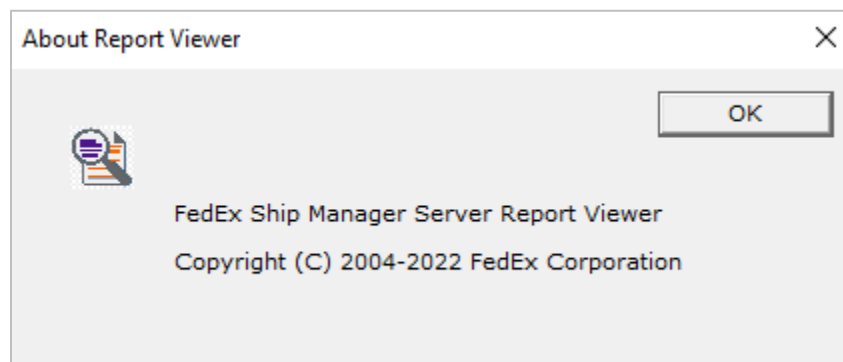 About Report Viewer
OK
FedEx Ship Manager Server Report Viewer
Copyright (C) 2004-2022 FedEx Corporation